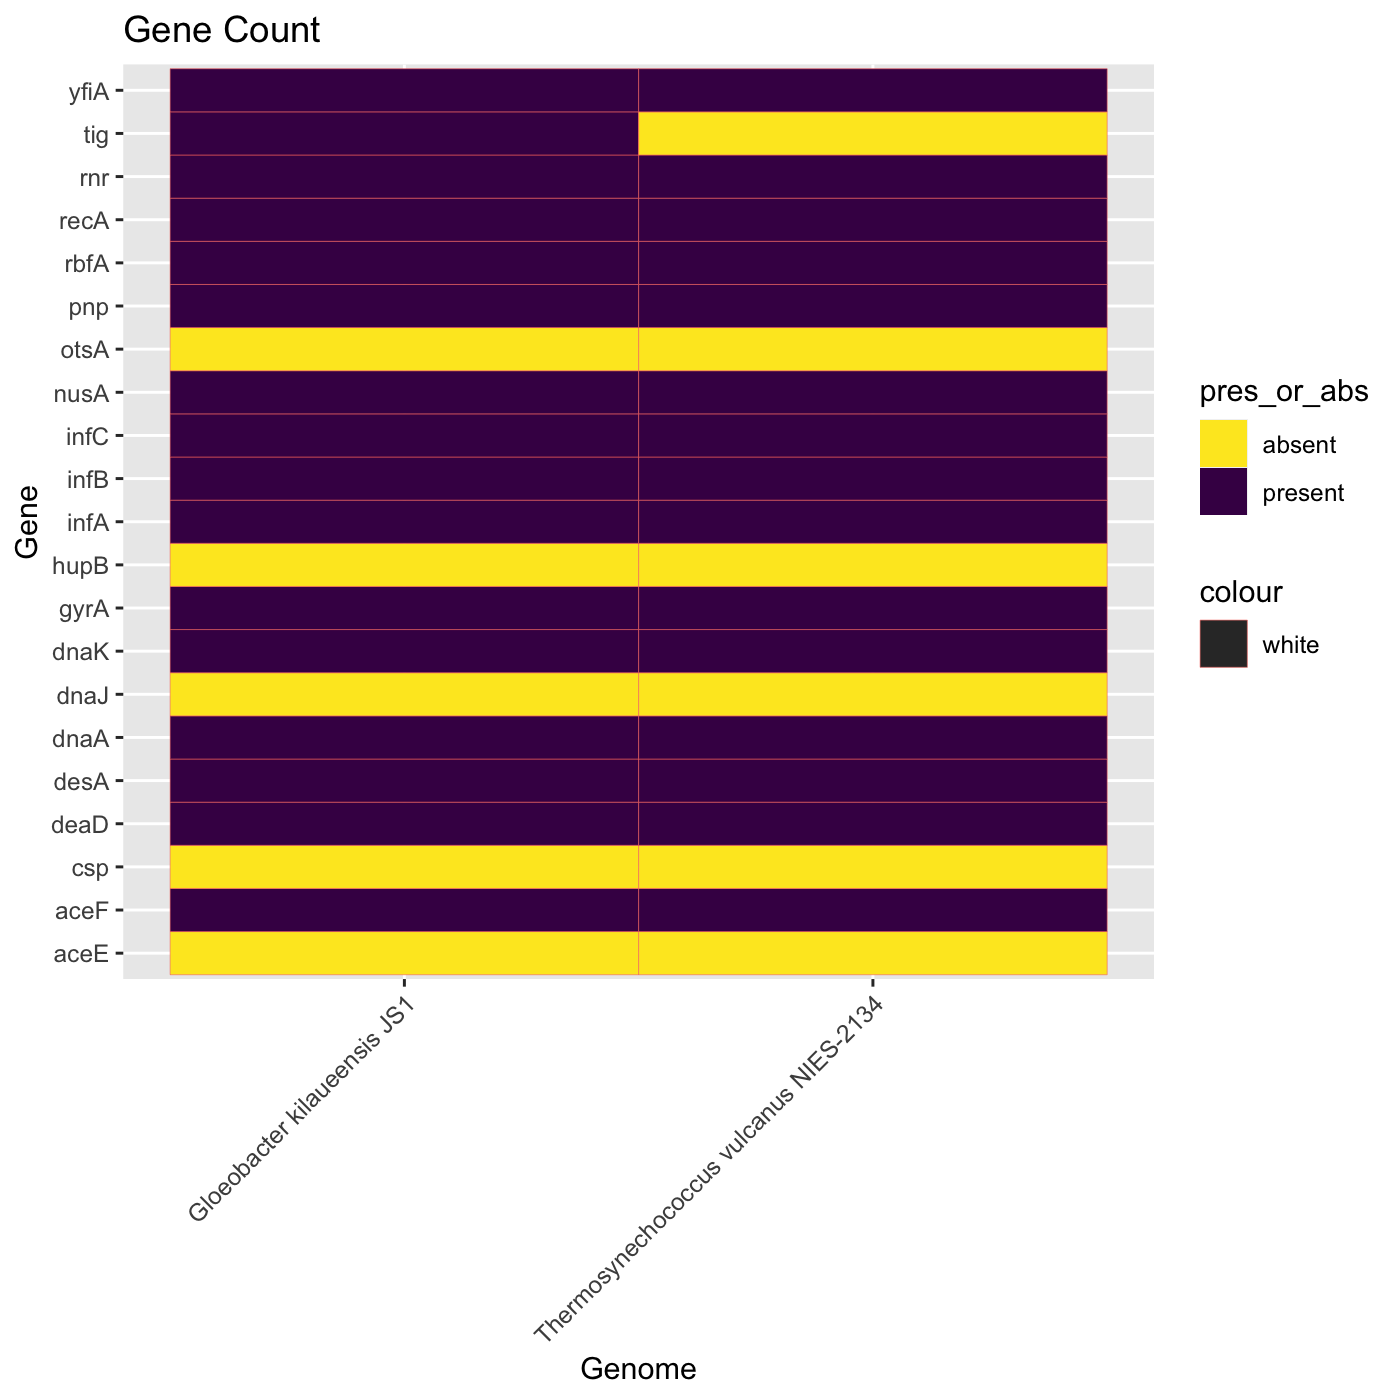 Gene Count
yfiA
tig
rnr
recA
rbfA
pnp
otsA
nusA
infC
infB
infA
hupB
gyrA
dnaK
dnaJ
dnaA
desA
deaD
csp
aceF
aceE
Gene
Gloeobacter kilaueensis JS1
Thermosynechococcus vulcanus NIES-2134
Genome
pres_or_abs
absent
present
colour
white